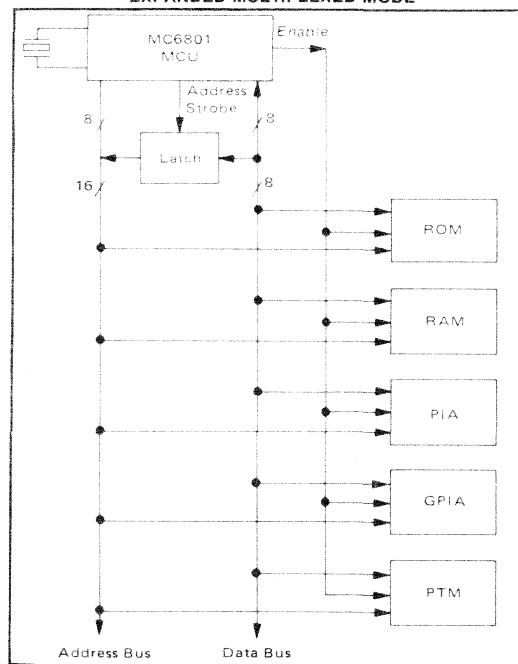 EXPANDED MULTIPLEXED MODE
MC6801
MCU
Enable
Address
Strobe
8
8
Latch
16
8
ROM
RAM
PIA
GPIA
PTM
Address Bus
Data Bus